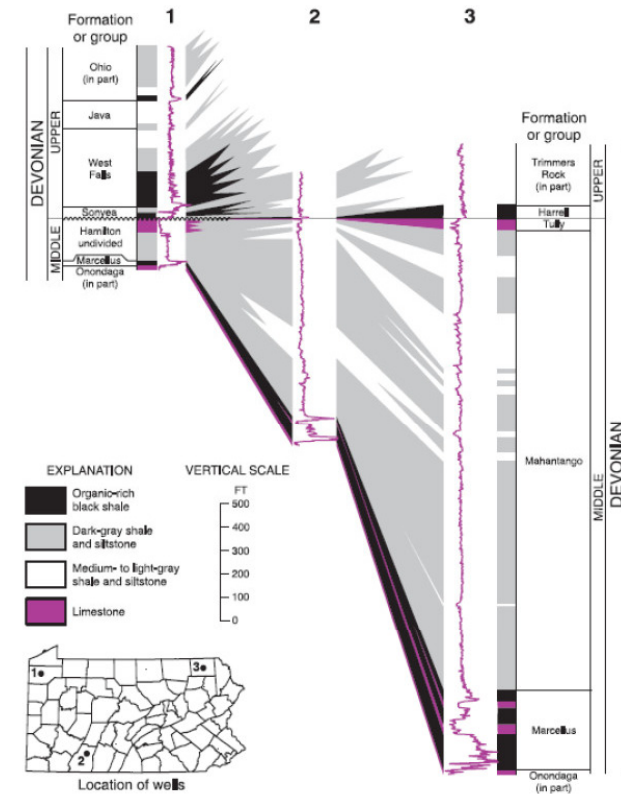 1
2
3
Formation
or group
Ohio
(in part)
Java
West
Falls
Sonyea
Hamilton
undivided
Marcellus
Onondaga
(in part)
DEVONIAN
UPPER
MIDDLE
Formation
or group
Trimmers
Rock
(in part)
Harrell
Tully
Mahantango
Marcellus
Onondaga
(in part)
UPPER
MIDDLE
DEVONIAN
EXPLANATION
Organic-rich
black shale
Dark-gray shale
and siltstone
Medium- to light-gray
shale and siltstone
Limestone
VERTICAL SCALE
FT
500
400
300
200
100
0
1
3
2
Location of wells